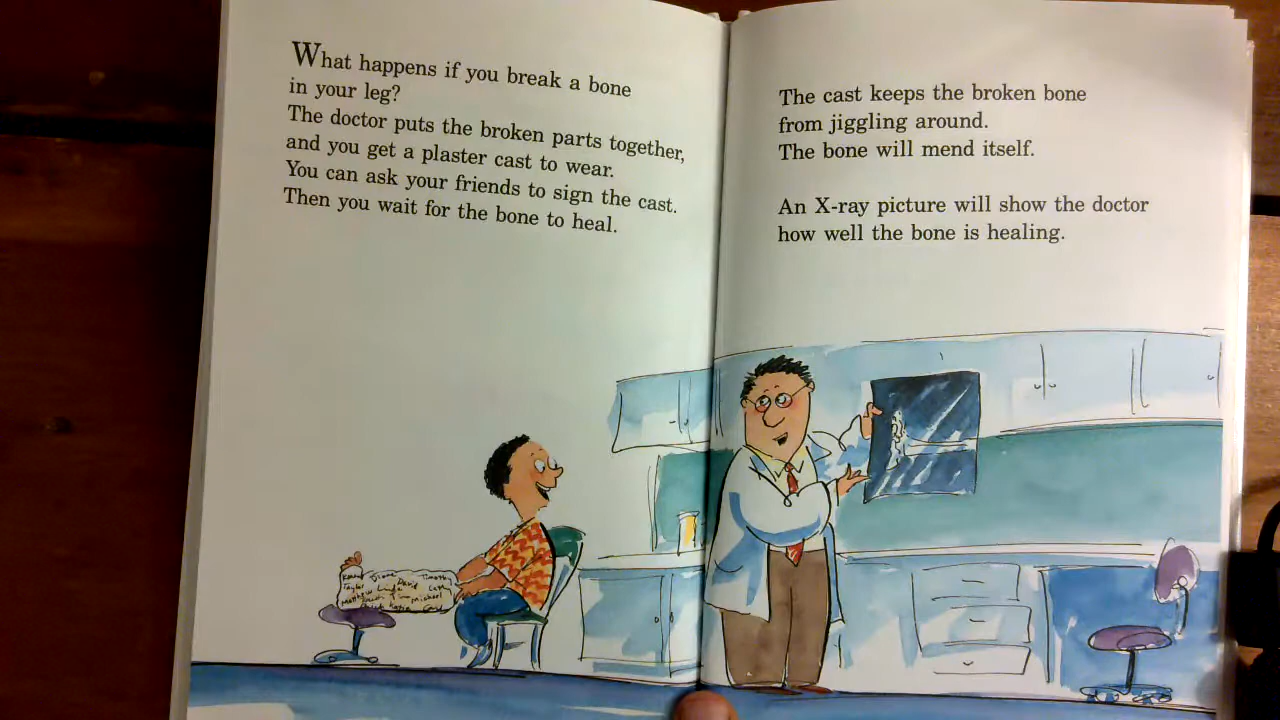 What happens if you break a bone
in your leg?
The doctor puts the broken parts together,
and you get a plaster cast to wear.
You can ask your friends to sign the cast.
Then you wait for the bone to heal.
The cast keeps the broken bone
from jiggling around.
The bone will mend itself.
An X-ray picture will show the doctor
how well the bone is healing.